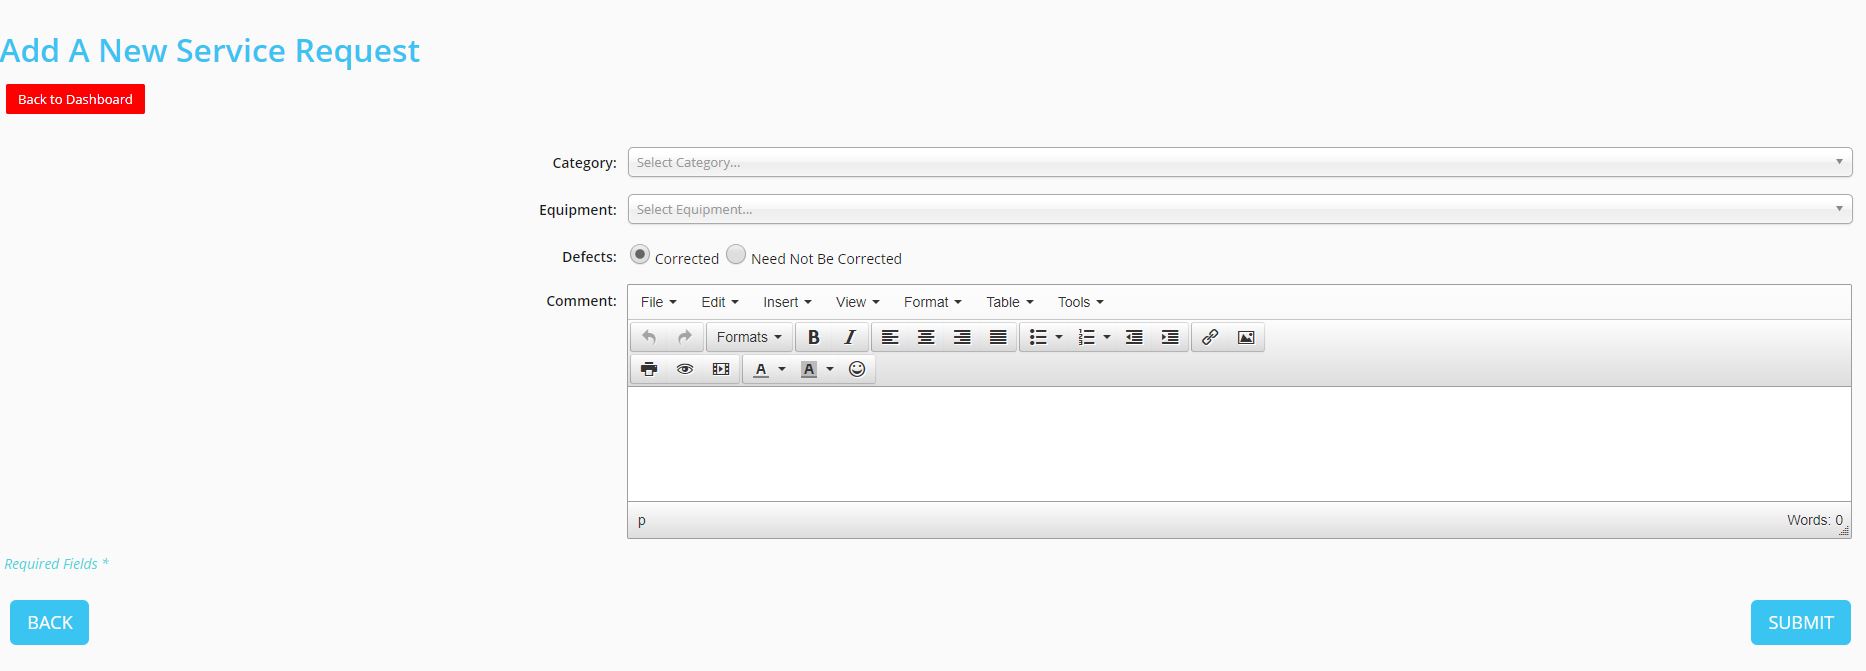 Add A New Service Request
Back to Dashboard
Category: Select Category...
Equipment: Select Equipment...
Defects: Corrected Need Not Be Corrected
Comment: File Edit Insert View Format Table Tools
Formats B I
A A
p Words: 0
Required Fields *
BACK SUBMIT